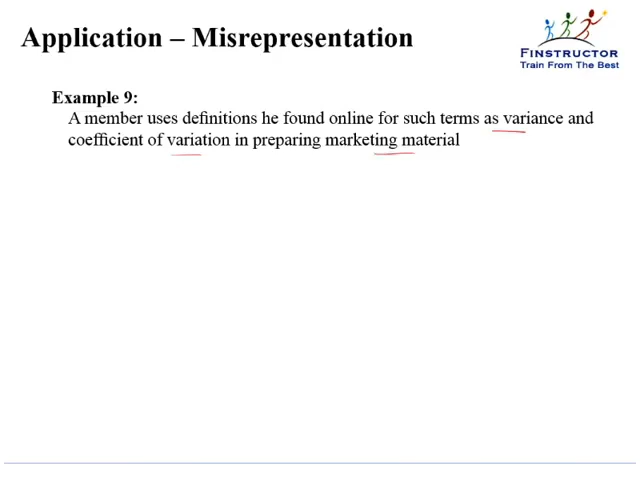 Application – Misrepresentation
FINSTRUCTOR
Train From The Best
Example 9:
A member uses definitions he found online for such terms as variance and
coefficient of variation in preparing marketing material